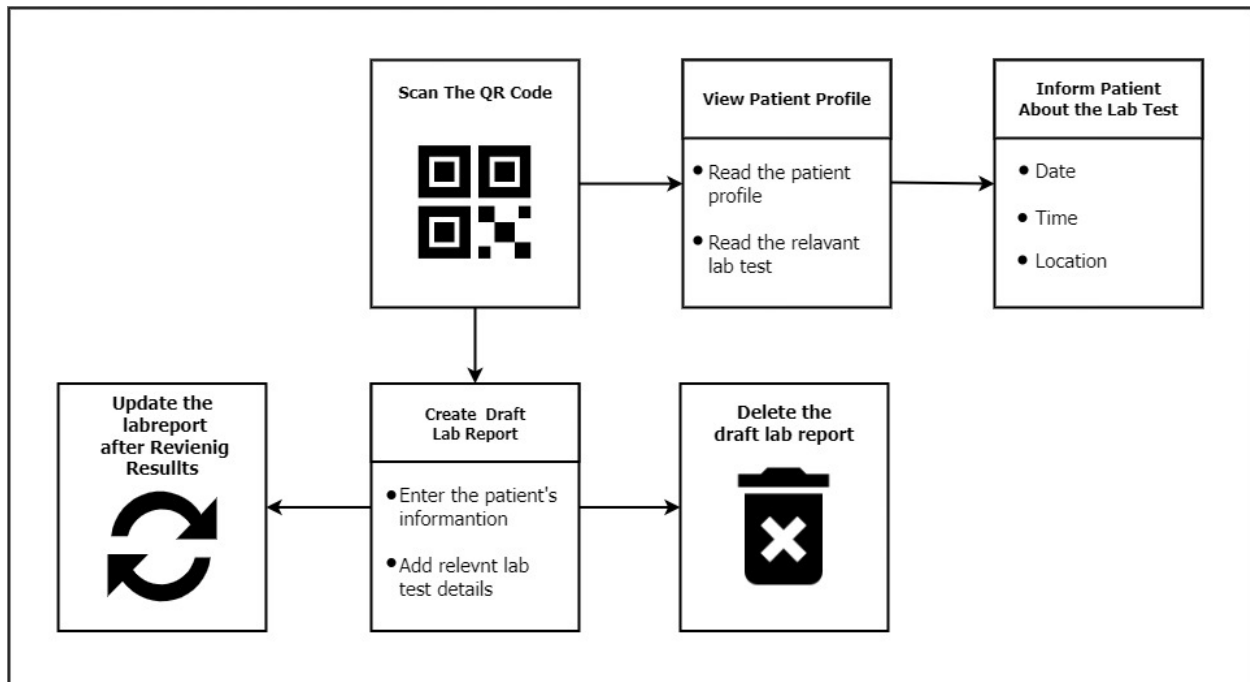 Scan The QR Code
View Patient Profile
Read the patient
profile
Read the relavant
lab test
Inform Patient
About the Lab Test
Date
Time
Location
Update the
labreport
after Revienig
Resullts
Create Draft
Lab Report
Enter the patient's
informantion
Add relevnt lab
test details
Delete the
draft lab report